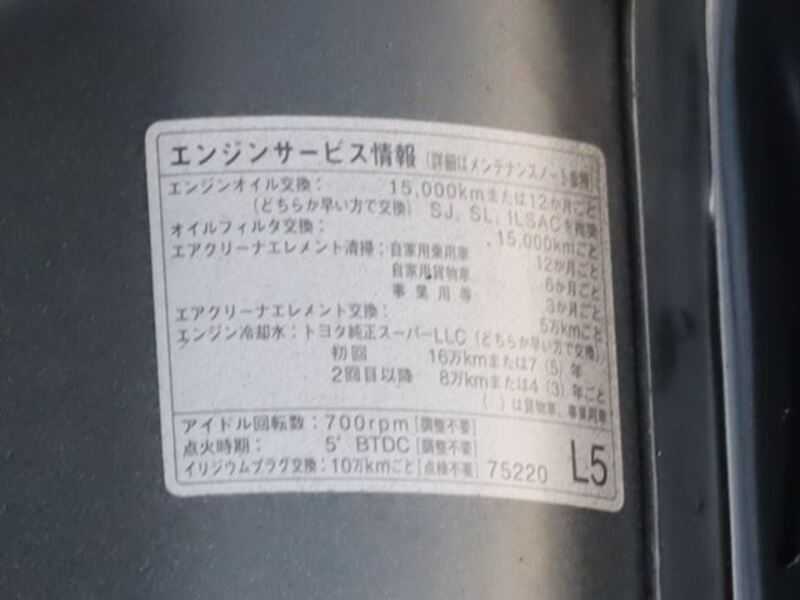 エンジンサービス情報 (詳細はメンテナンスノート参照)
エンジンオイル交換： 15,000kmまたは12か月ごと
(どちらか早い方で交換) SJ, SL, ILSACを推奨
オイルフィルタ交換： 15,000kmごと
エアクリーナエレメント清掃：自家用乗用車 12か月ごと
自家用貨物車 6か月ごと
事業用等 3か月ごと
エアクリーナエレメント交換： 5万kmごと
エンジン冷却水：トヨタ純正スーパーLLC (どちらか早い方で交換)
初回 16万kmまたは7 (5) 年
2回目以降 8万kmまたは4 (3) 年ごと
( ) は貨物車、事業用車
アイドル回転数：700rpm [調整不要]
点火時期： 5° BTDC [調整不要]
イリジウムプラグ交換：10万kmごと [点検不要] 75220 L5